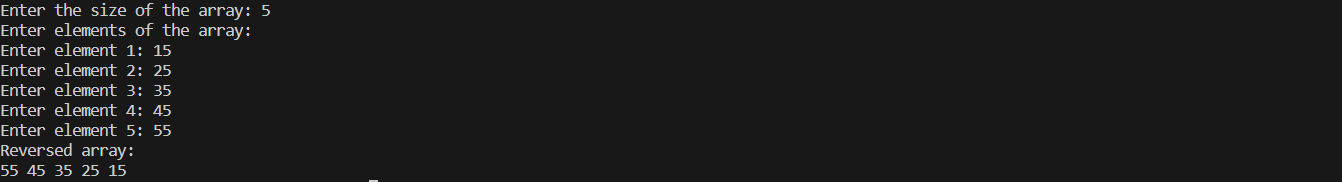 Enter the size of the array: 5
Enter elements of the array:
Enter element 1: 15
Enter element 2: 25
Enter element 3: 35
Enter element 4: 45
Enter element 5: 55
Reversed array:
55 45 35 25 15